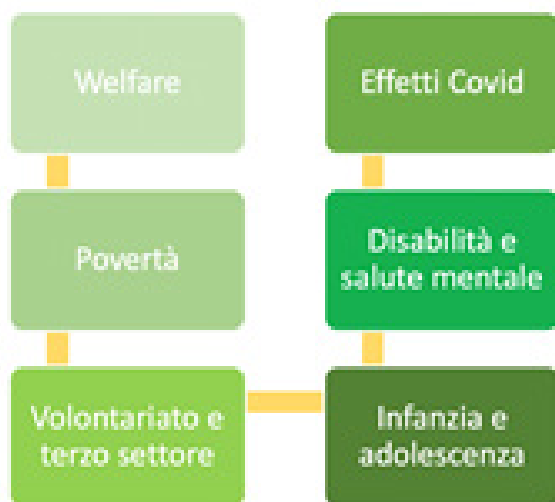 Welfare
Povertà
Volontariato e
terzo settore
Infanzia e
adolescenza
Disabilità e
salute mentale
Effetti Covid